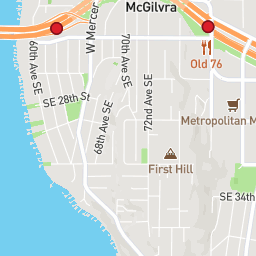 McGilvra
W Mercer
60th Ave SE
70th Ave SE
Old 76
SE 28th St
68th Ave SE
72nd Ave SE
Metropolitan M
First Hill
SE 34th